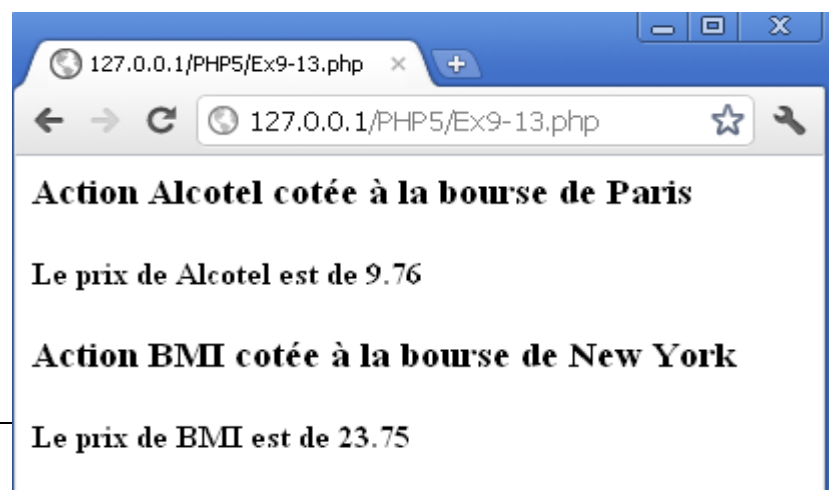 127.0.0.1/PHP5/Ex9-13.php
127.0.0.1/PHP5/Ex9-13.php
Action Alcotel cotée à la bourse de Paris
Le prix de Alcotel est de 9.76
Action BMI cotée à la bourse de New York
Le prix de BMI est de 23.75